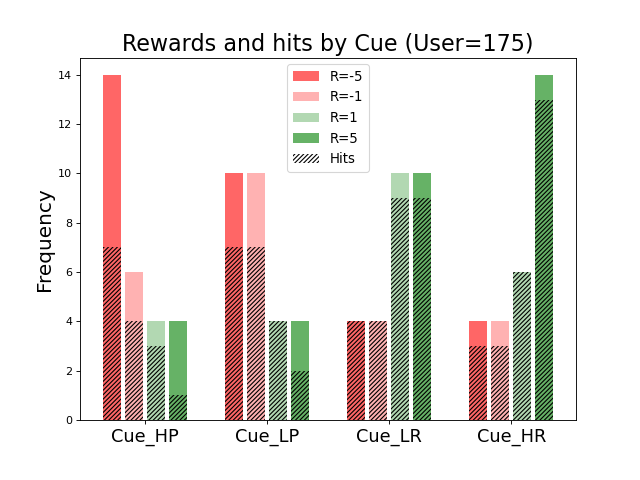 Rewards and hits by Cue (User=175)
R=-5
R=-1
R=1
R=5
Hits
Frequency
14
12
10
8
6
4
2
0
Cue_HP
Cue_LP
Cue_LR
Cue_HR